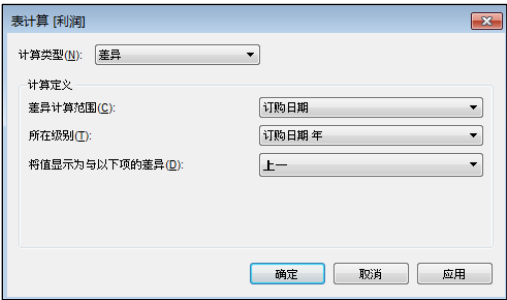 表计算 [利润]
计算类型(N): 差异
计算定义
差异计算范围(C): 订购日期
所在级别(T): 订购日期 年
将值显示为与以下项的差异(D): 上一
确定 取消 应用